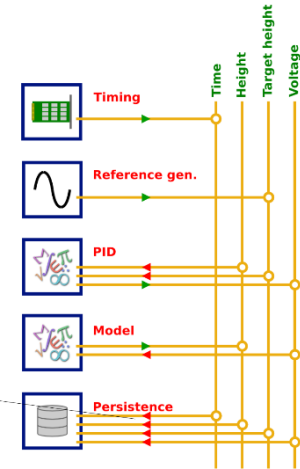 Time
Height
Target height
Voltage
Timing
Reference gen.
PID
Model
Persistence